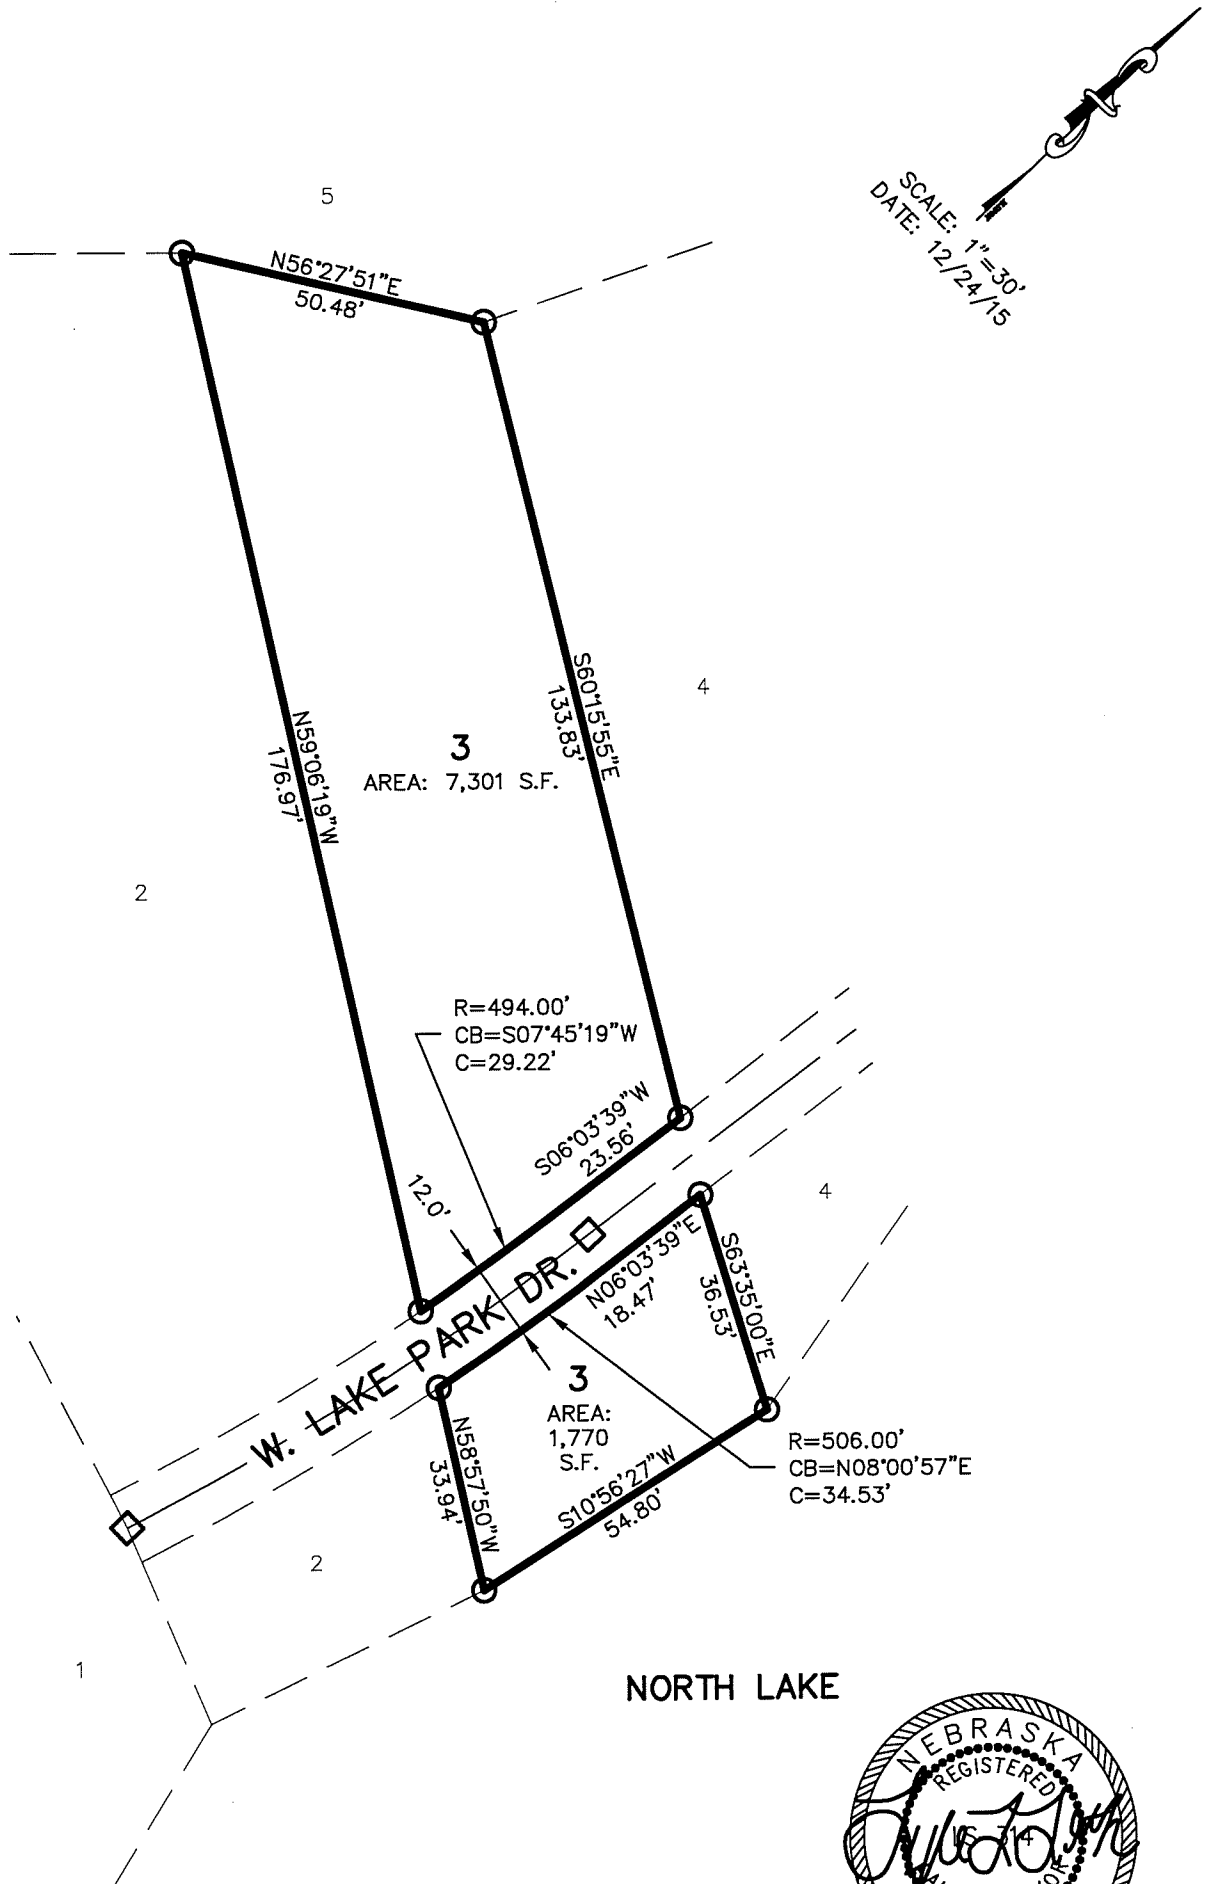 SCALE: 1"=30'
DATE: 12/24/15
5
N56°27'51"E
50.48'
S60°15'55"E
133.83'
4
N59°06'19"W
176.97'
3
AREA: 7,301 S.F.
2
R=494.00'
CB=S07°45'19"W
C=29.22'
S06°03'39"W
23.56'
12.0'
4
W. LAKE PARK DR.
N06°03'39"E
18.47'
S63°35'00"E
36.53'
3
AREA:
1,770
S.F.
N58°57'50"W
33.94'
S10°56'27"W
54.80'
R=506.00'
CB=N08°00'57"E
C=34.53'
2
1
NORTH LAKE
NEBRASKA
REGISTERED
LS 314